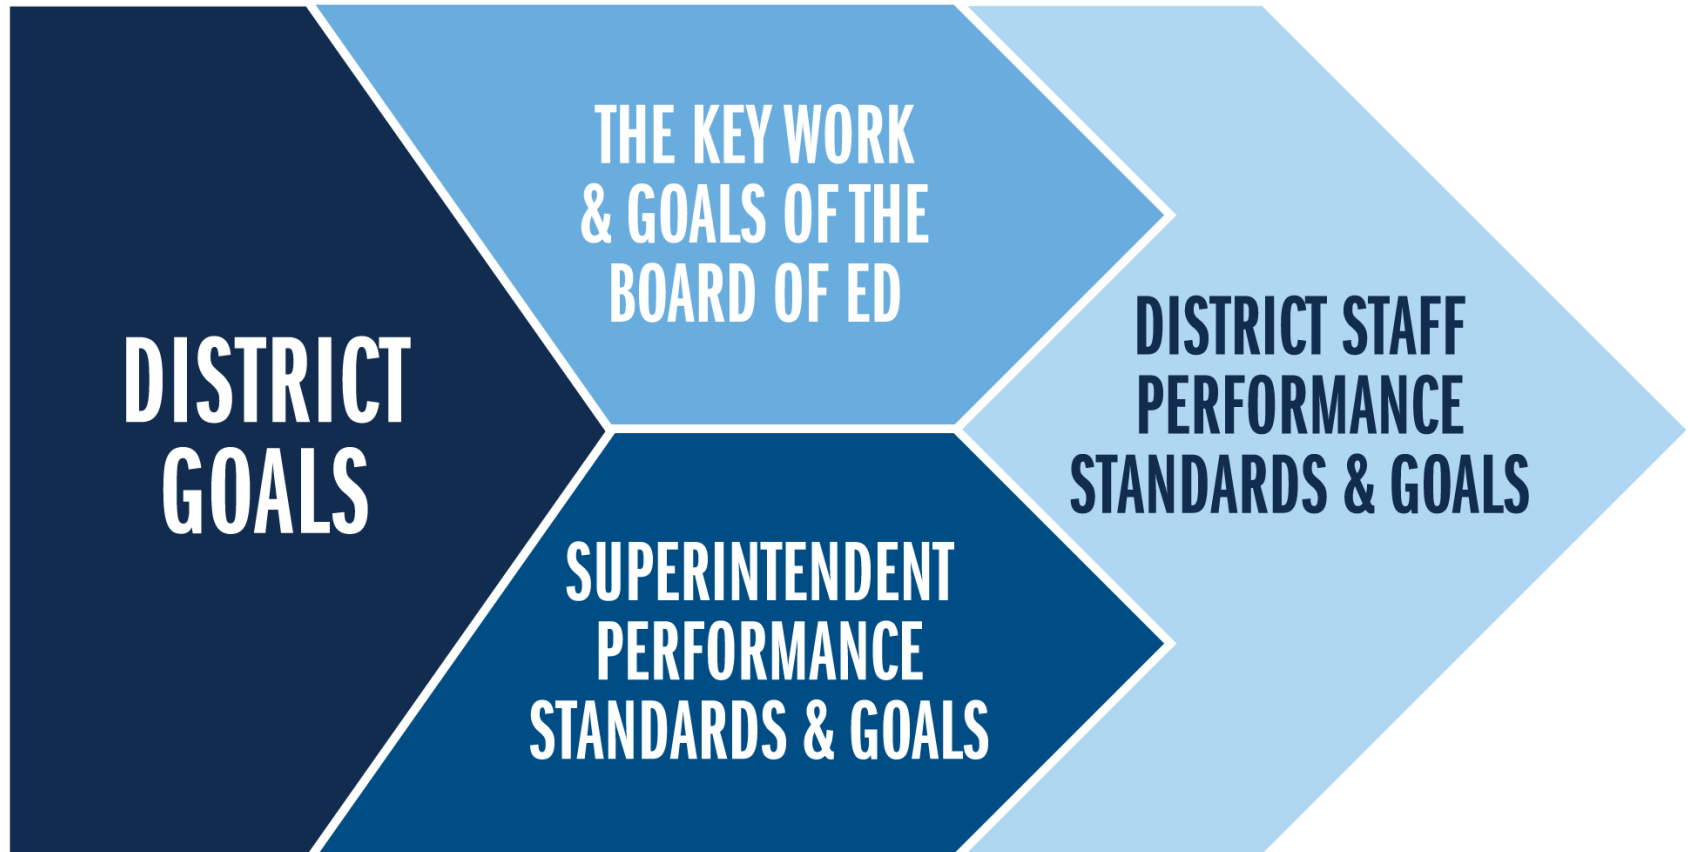 DISTRICT
GOALS
THE KEY WORK
& GOALS OF THE
BOARD OF ED
SUPERINTENDENT
PERFORMANCE
STANDARDS & GOALS
DISTRICT STAFF
PERFORMANCE
STANDARDS & GOALS